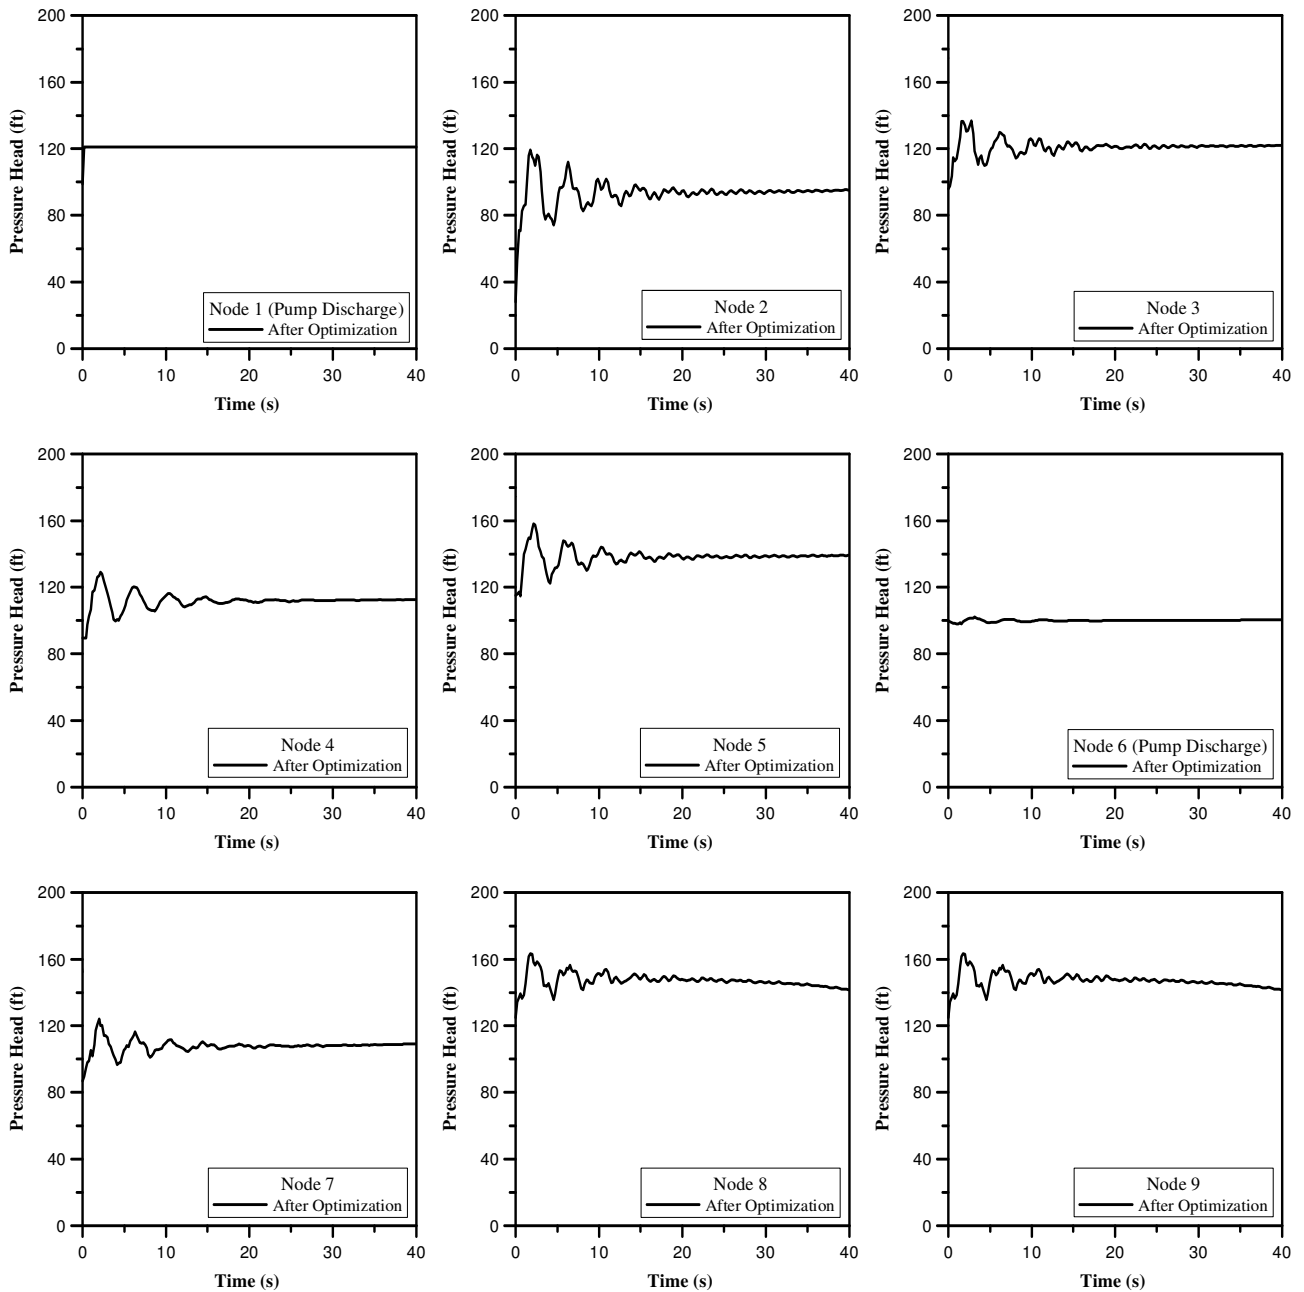 200
160
120
80
40
0
Pressure Head (ft)
Node 1 (Pump Discharge)
After Optimization
0 10 20 30 40
Time (s)
200
160
120
80
40
0
Pressure Head (ft)
Node 2
After Optimization
0 10 20 30 40
Time (s)
200
160
120
80
40
0
Pressure Head (ft)
Node 3
After Optimization
0 10 20 30 40
Time (s)
200
160
120
80
40
0
Pressure Head (ft)
Node 4
After Optimization
0 10 20 30 40
Time (s)
200
160
120
80
40
0
Pressure Head (ft)
Node 5
After Optimization
0 10 20 30 40
Time (s)
200
160
120
80
40
0
Pressure Head (ft)
Node 6 (Pump Discharge)
After Optimization
0 10 20 30 40
Time (s)
200
160
120
80
40
0
Pressure Head (ft)
Node 7
After Optimization
0 10 20 30 40
Time (s)
200
160
120
80
40
0
Pressure Head (ft)
Node 8
After Optimization
0 10 20 30 40
Time (s)
200
160
120
80
40
0
Pressure Head (ft)
Node 9
After Optimization
0 10 20 30 40
Time (s)